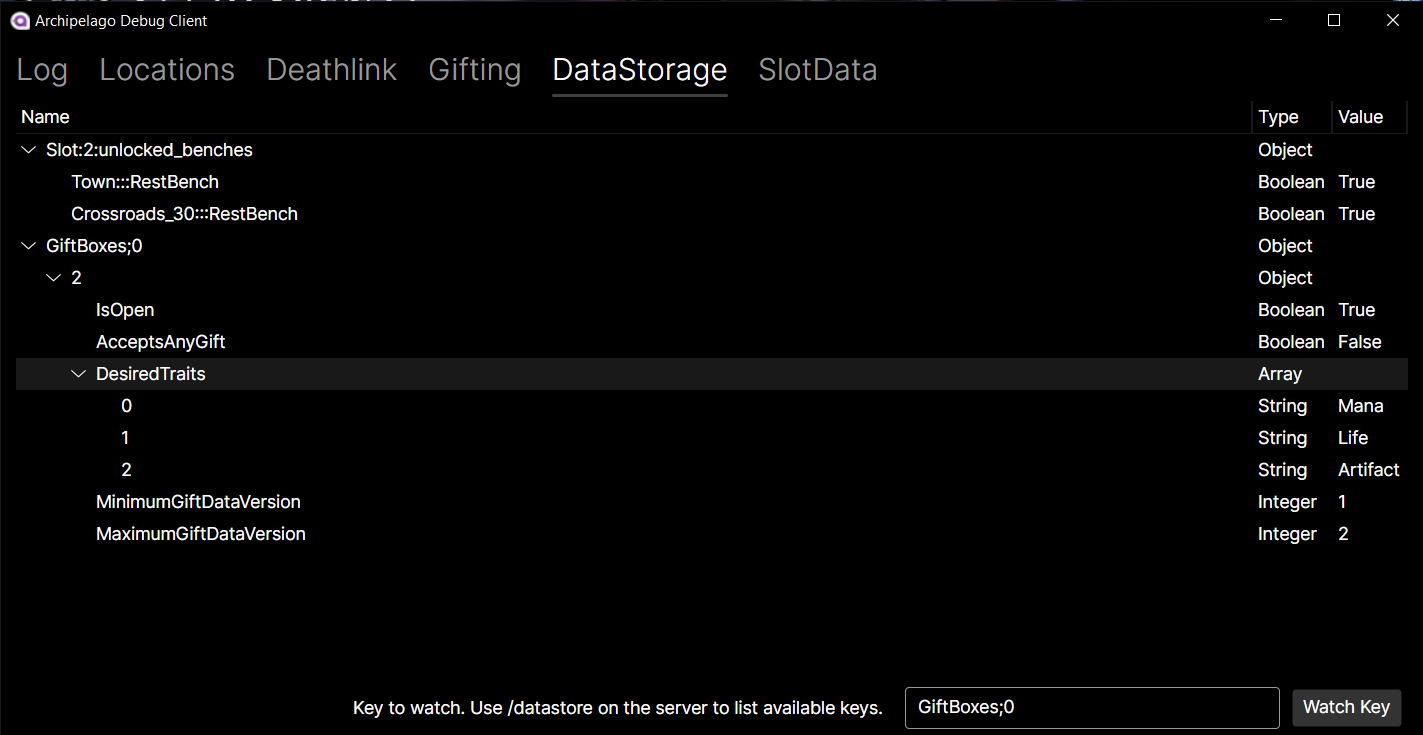 Archipelago Debug Client
Log Locations Deathlink Gifting DataStorage SlotData
Name Type Value
Slot:2:unlocked_benches Object
Town:::RestBench Boolean True
Crossroads_30:::RestBench Boolean True
GiftBoxes;0 Object
2 Object
IsOpen Boolean True
AcceptsAnyGift Boolean False
DesiredTraits Array
0 String Mana
1 String Life
2 String Artifact
MinimumGiftDataVersion Integer 1
MaximumGiftDataVersion Integer 2
Key to watch. Use /datastore on the server to list available keys. GiftBoxes;0 Watch Key